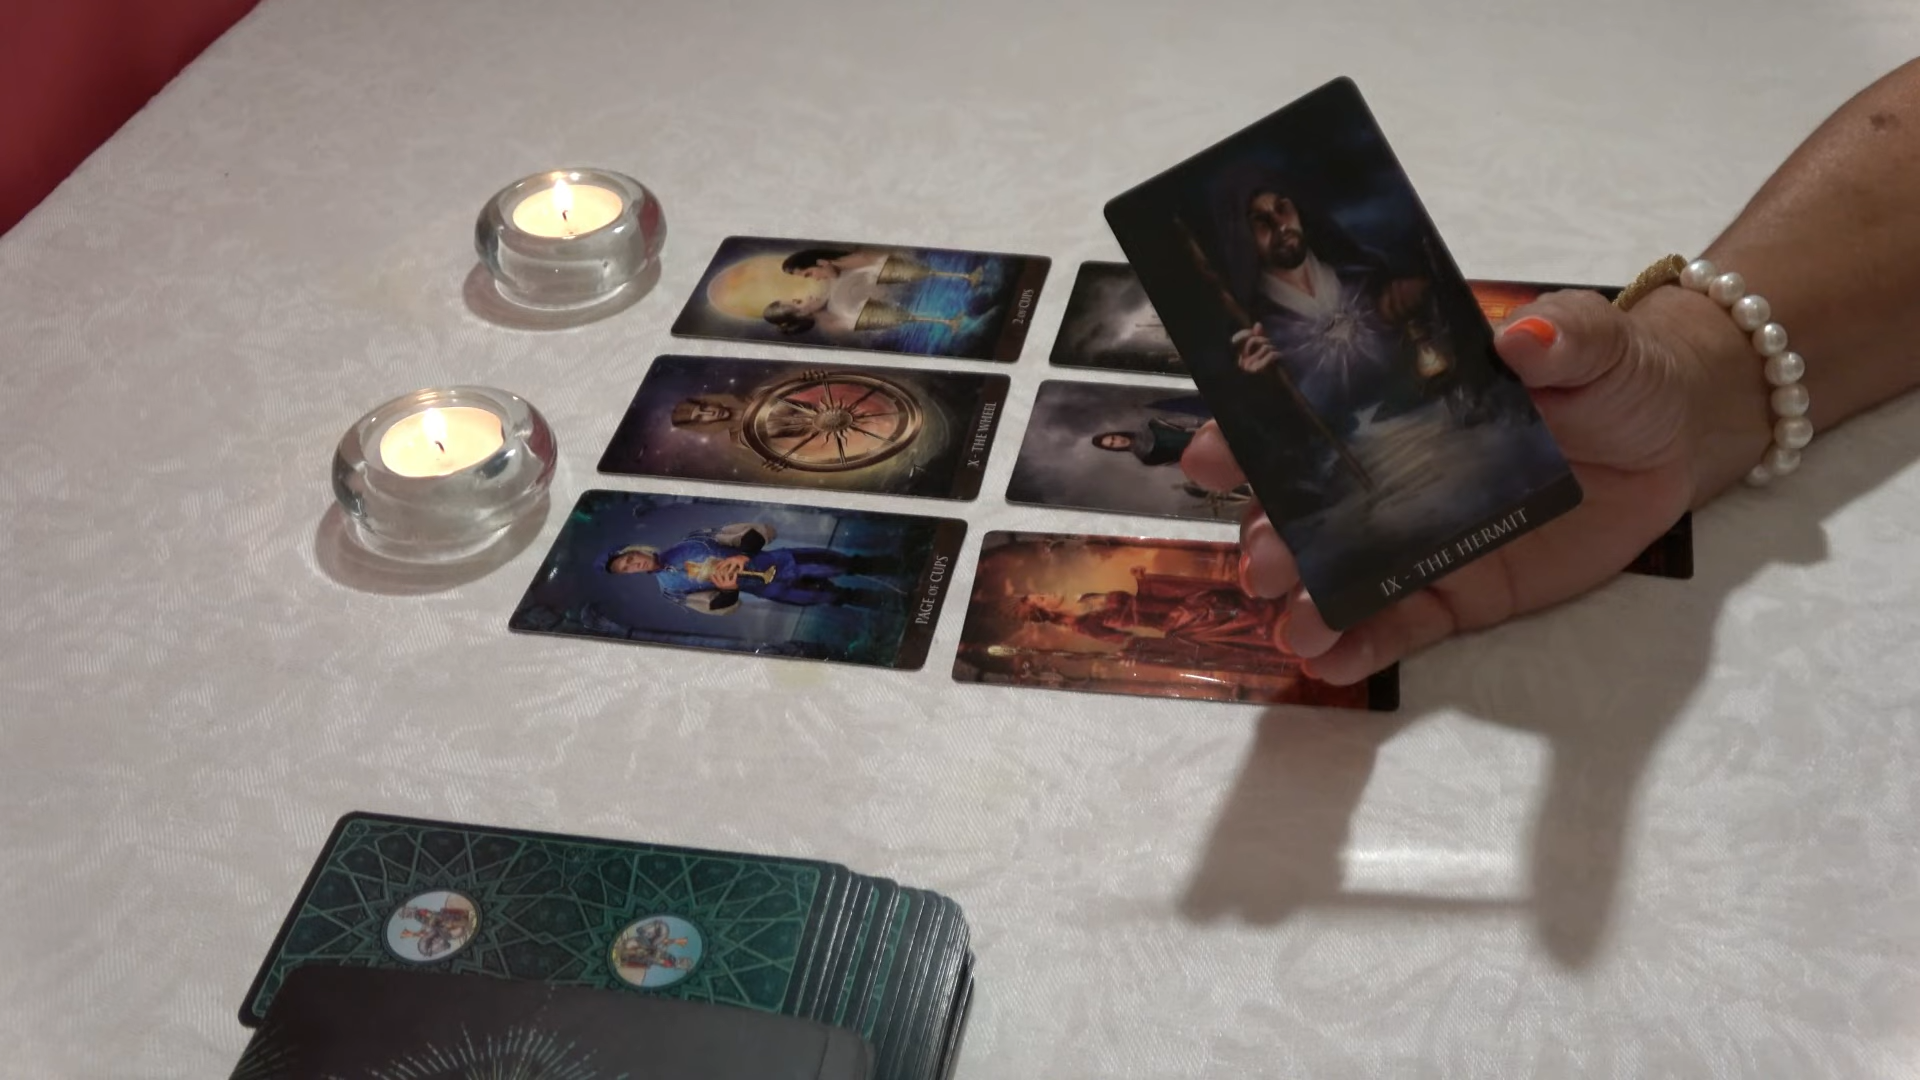 2 OF CUPS
X - THE WHEEL
PAGE OF CUPS
IX - THE HERMIT